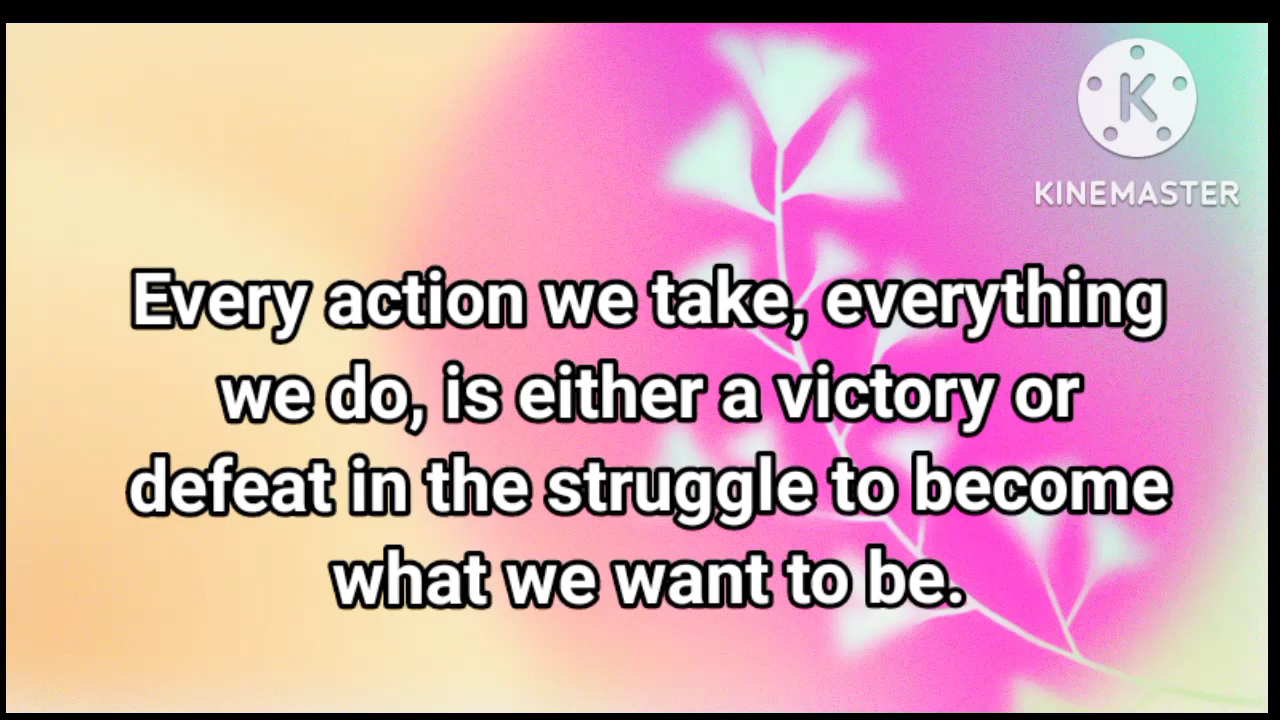 K
KINEMASTER
Every action we take, everything
we do, is either a victory or
defeat in the struggle to become
what we want to be.